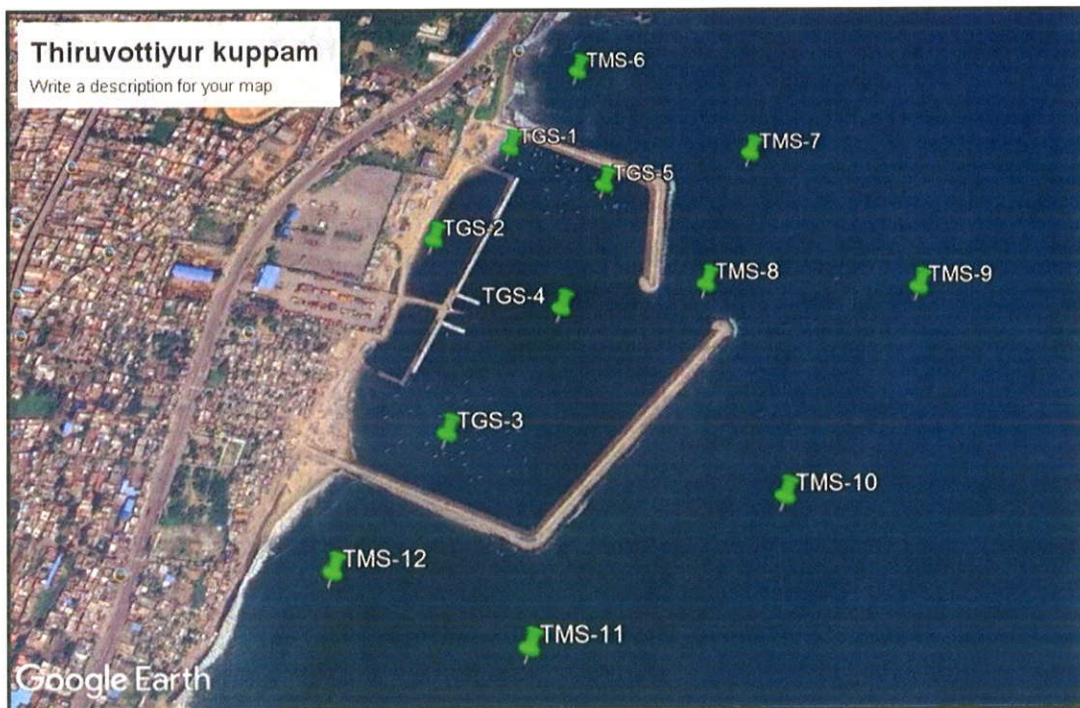 Thiruvottiyur kuppam
Write a description for your map
TMS-6
TGS-1
TMS-7
TGS-5
TGS-2
TMS-8
TMS-9
TGS-4
TGS-3
TMS-10
TMS-12
TMS-11
Google Earth